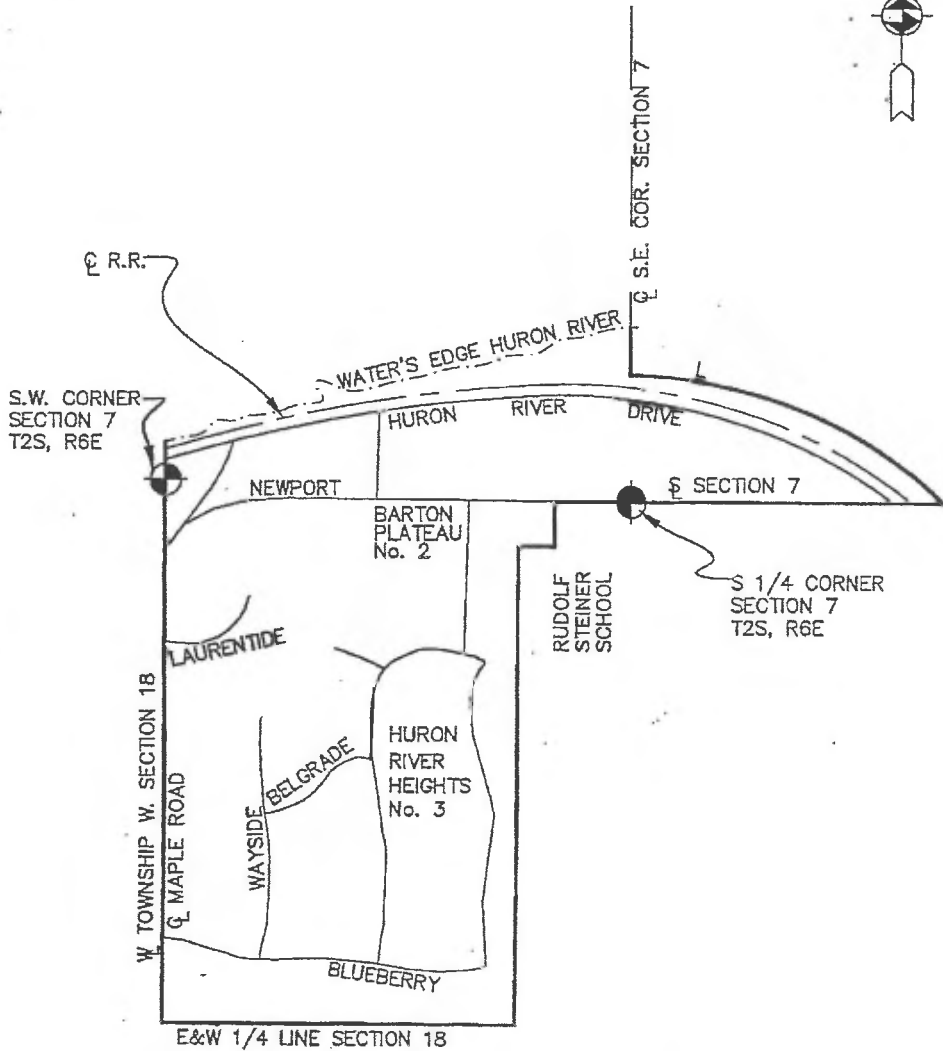 ℄ S.E. COR. SECTION 7
℄ R.R.
WATER'S EDGE HURON RIVER
S.W. CORNER
SECTION 7
T2S, R6E
HURON RIVER DRIVE
NEWPORT
S SECTION 7
BARTON
PLATEAU
No. 2
RUDOLF
STEINER
SCHOOL
S 1/4 CORNER
SECTION 7
T2S, R6E
LAURENTIDE
W TOWNSHIP W. SECTION 18
℄ MAPLE ROAD
WAYSIDE
BELGRADE
HURON
RIVER
HEIGHTS
No. 3
BLUEBERRY
E&W 1/4 LINE SECTION 18